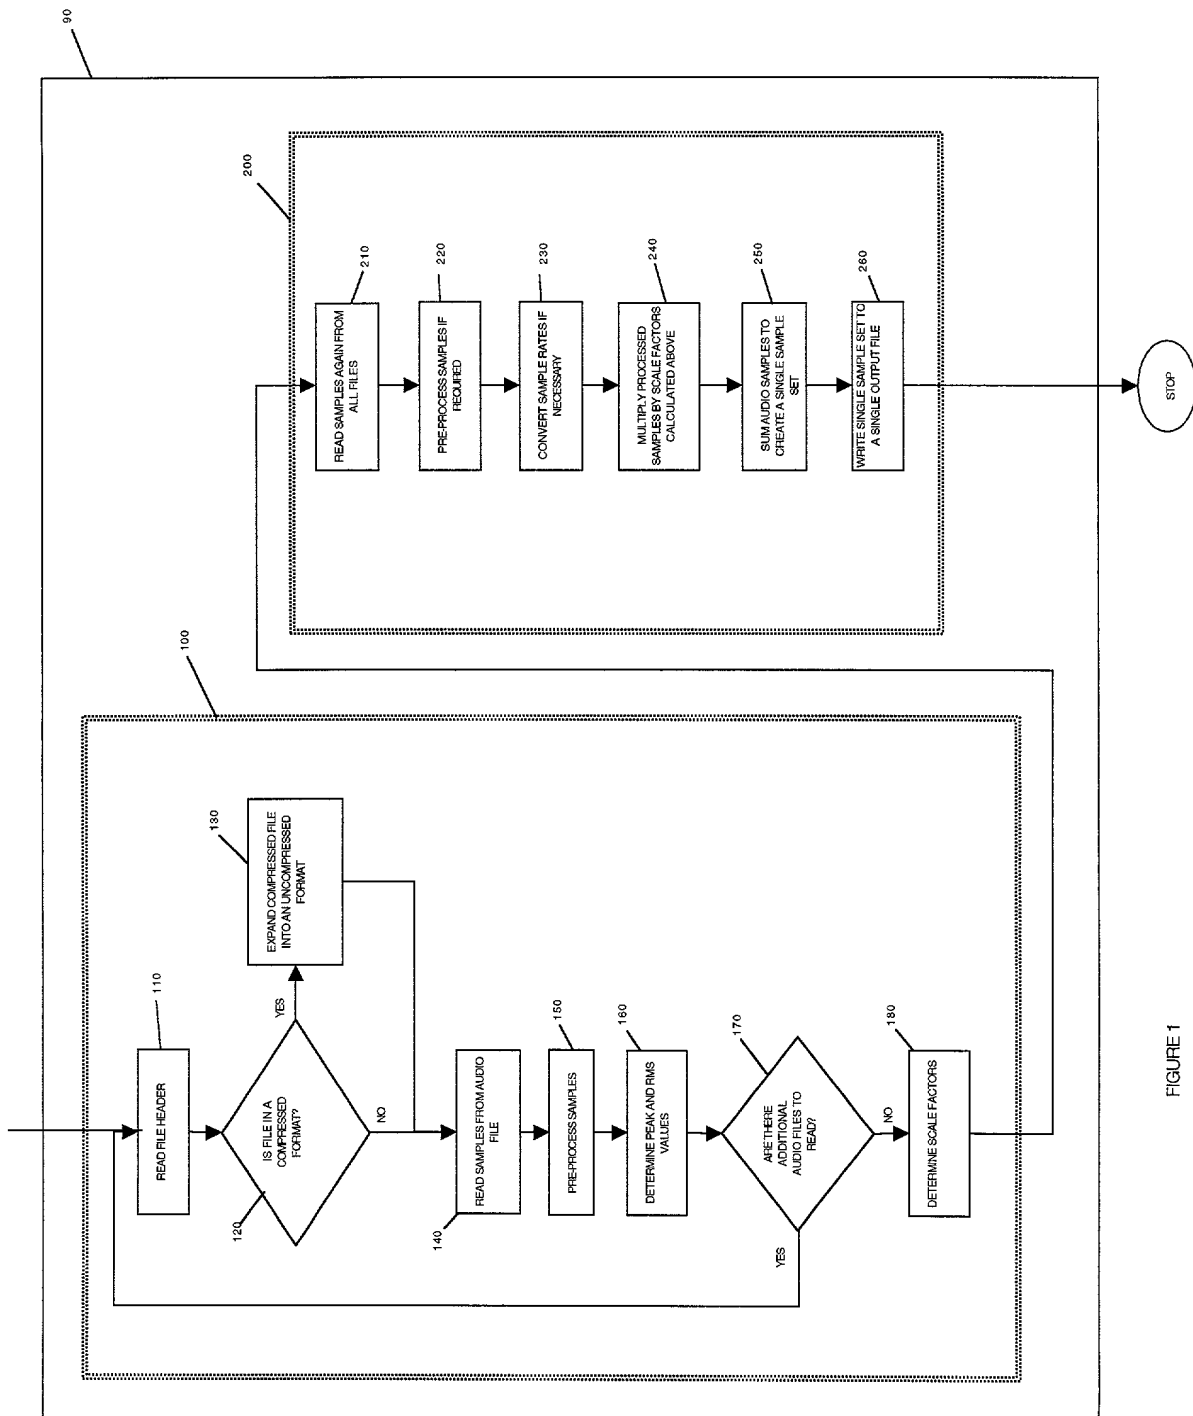 90
100
110
READ FILE HEADER
120
IS FILE IN A
COMPRESSED
FORMAT?
YES
NO
130
EXPAND COMPRESSED FILE
INTO AN UNCOMPRESSED
FORMAT
140
READ SAMPLES FROM AUDIO
FILE
150
PRE-PROCESS SAMPLES
160
DETERMINE PEAK AND RMS
VALUES
170
ARE THERE
ADDITIONAL
AUDIO FILES TO
READ?
YES
NO
180
DETERMINE SCALE FACTORS
200
210
READ SAMPLES AGAIN FROM
ALL FILES
220
PRE-PROCESS SAMPLES IF
REQUIRED
230
CONVERT SAMPLE RATES IF
NECESSARY
240
MULTIPLY PROCESSED
SAMPLES BY SCALE FACTORS
CALCULATED ABOVE
250
SUM AUDIO SAMPLES TO
CREATE A SINGLE SAMPLE
SET
260
WRITE SINGLE SAMPLE SET TO
A SINGLE OUTPUT FILE
STOP
FIGURE 1